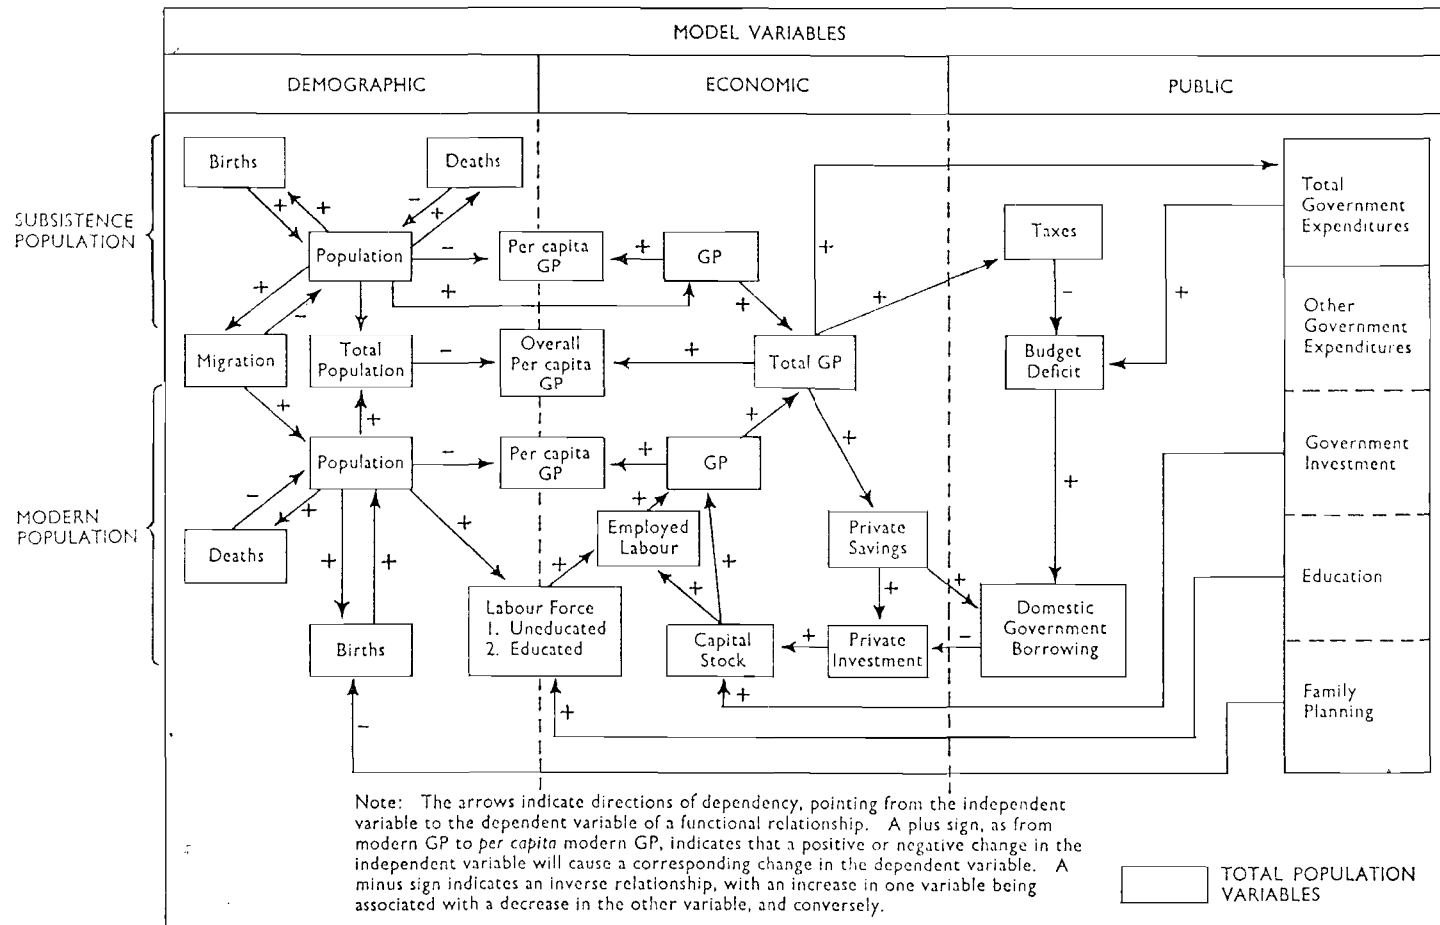 MODEL VARIABLES
DEMOGRAPHIC
ECONOMIC
PUBLIC
SUBSISTENCE
POPULATION
Births
Deaths
+
+
-
+
Population
-
Per capita
GP
+
GP
+
+
-
+
+
+
Taxes
-
+
Total
Government
Expenditures
Migration
Total
Population
-
Overall
Per capita
GP
+
Total GP
Budget
Deficit
Other
Government
Expenditures
MODERN
POPULATION
+
+
+
+
Population
-
Per capita
GP
+
GP
+
Government
Investment
-
+
+
+
Deaths
Employed
Labour
Private
Savings
+
+
+
+
+
+
+
Education
Births
Labour Force
1. Uneducated
2. Educated
Capital
Stock
+
Private
Investment
-
Domestic
Government
Borrowing
-
+
+
Family
Planning
Note: The arrows indicate directions of dependency, pointing from the independent
variable to the dependent variable of a functional relationship. A plus sign, as from
modern GP to per capita modern GP, indicates that a positive or negative change in the
independent variable will cause a corresponding change in the dependent variable. A
minus sign indicates an inverse relationship, with an increase in one variable being
associated with a decrease in the other variable, and conversely.
TOTAL POPULATION
VARIABLES